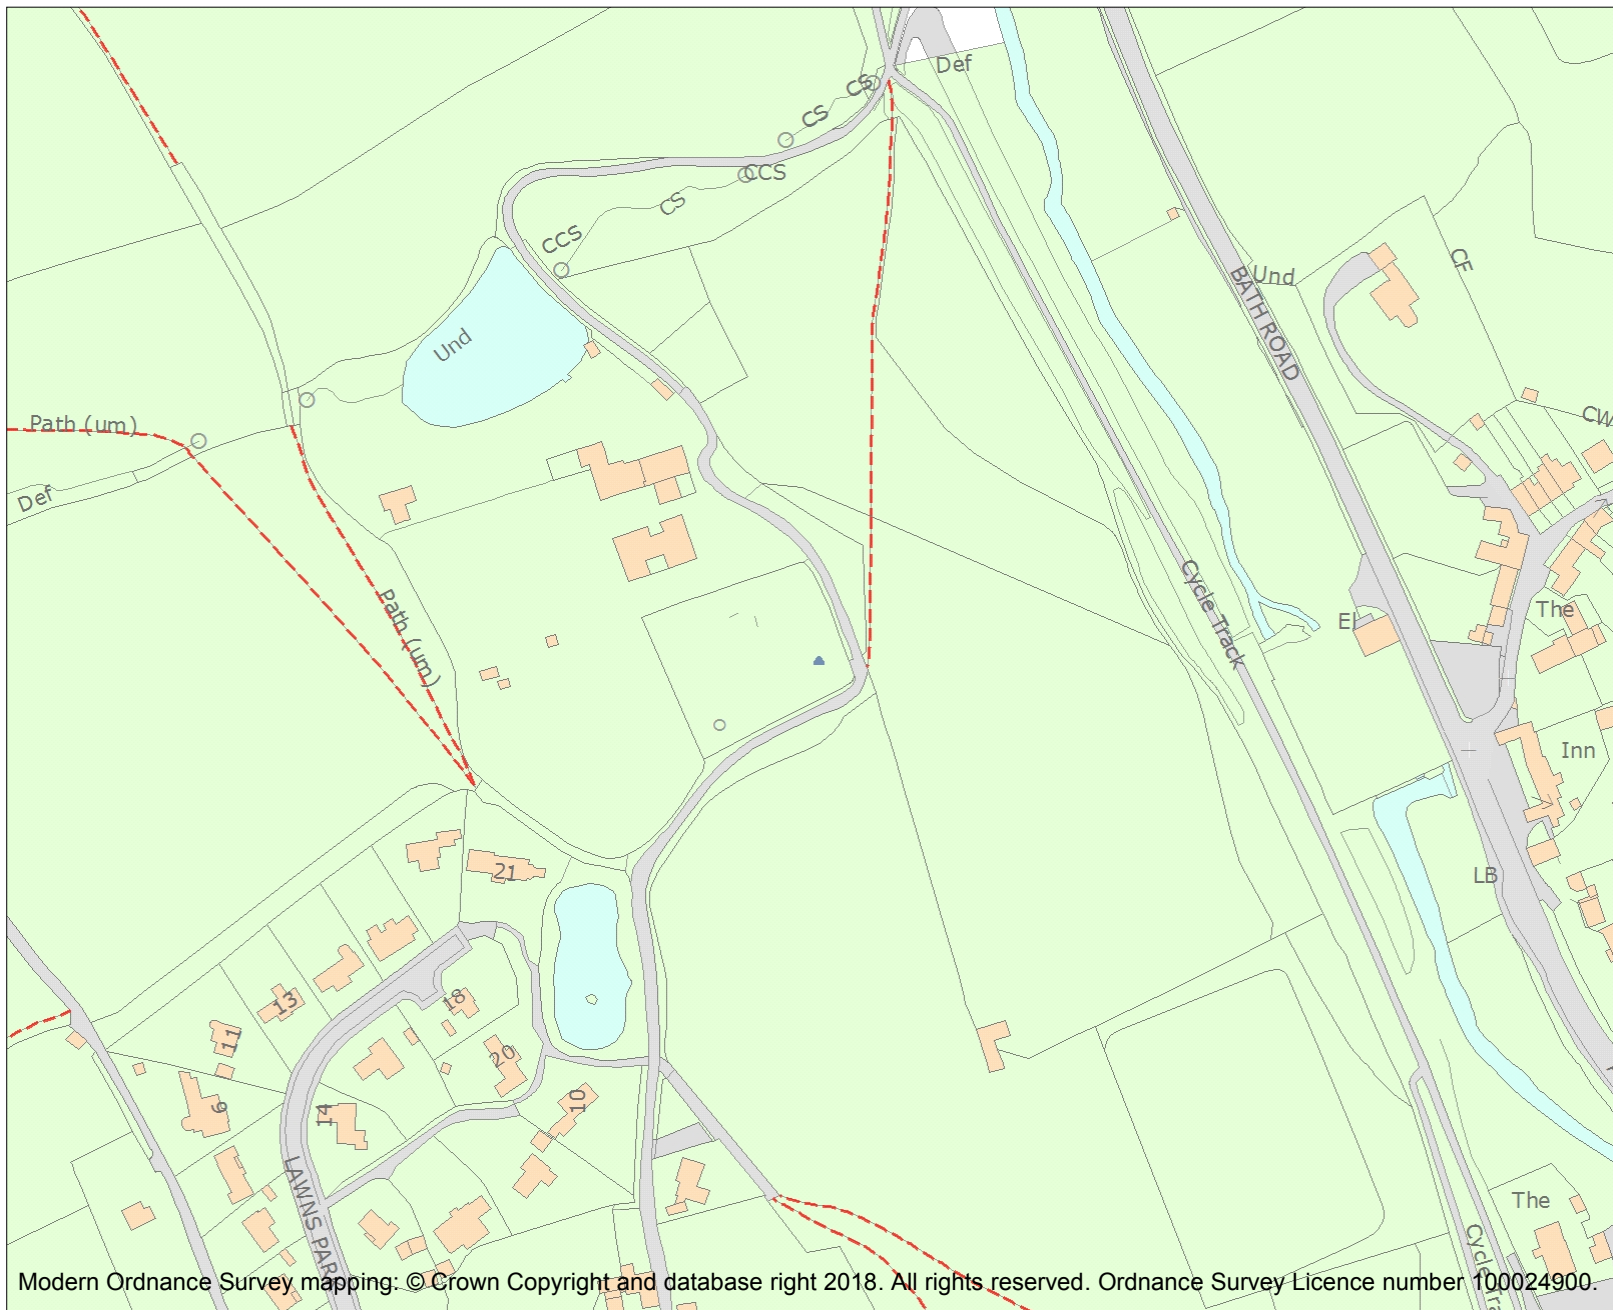 Def
CS
CS
CCS
CS
CCS
CF
Und
BATH ROAD
Und
CW
Path (um)
Def
Cycle Track
Path (um)
El
The
Inn
21
LB
18
13
11
20
10
9
14
LAWNS PARK
The
Modern Ordnance Survey mapping: © Crown Copyright and database right 2018. All rights reserved. Ordnance Survey Licence number 100024900.